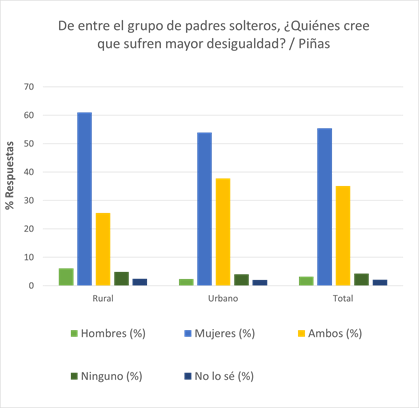 De entre el grupo de padres solteros, ¿Quiénes cree
que sufren mayor desigualdad? / Piñas
% Respuestas
70
60
50
40
30
20
10
0
Rural
Urbano
Total
Hombres (%)
Mujeres (%)
Ambos (%)
Ninguno (%)
No lo sé (%)